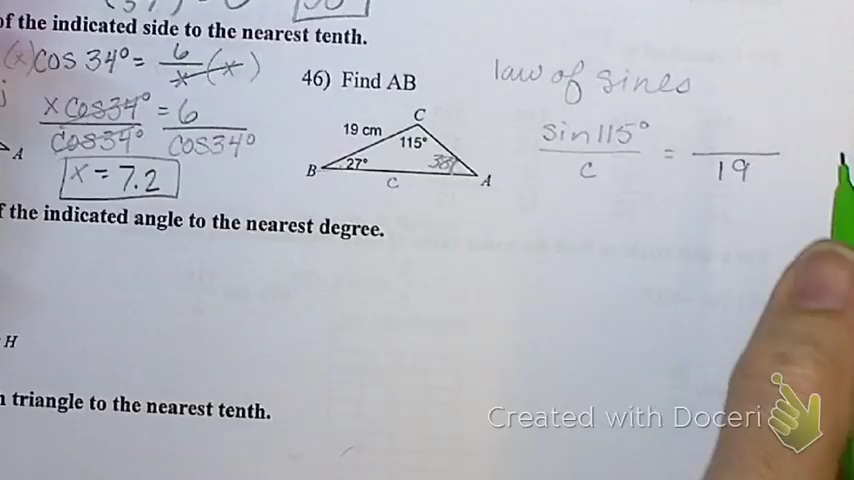 of the indicated side to the nearest tenth.
(x) cos 34° = 6/x (x)
x cos 34° / cos 34° = 6 / cos 34°
x = 7.2
A
46) Find AB
C
19 cm
115°
27°
38°
B
A
c
law of sines
sin 115° / c = / 19
f the indicated angle to the nearest degree.
H
n triangle to the nearest tenth.
Created with Doceri